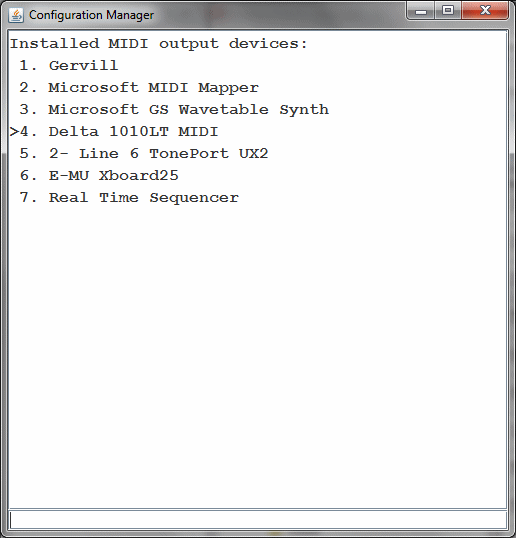 Configuration Manager
Installed MIDI output devices:
1. Gervill
2. Microsoft MIDI Mapper
3. Microsoft GS Wavetable Synth
>4. Delta 1010LT MIDI
5. 2- Line 6 TonePort UX2
6. E-MU Xboard25
7. Real Time Sequencer